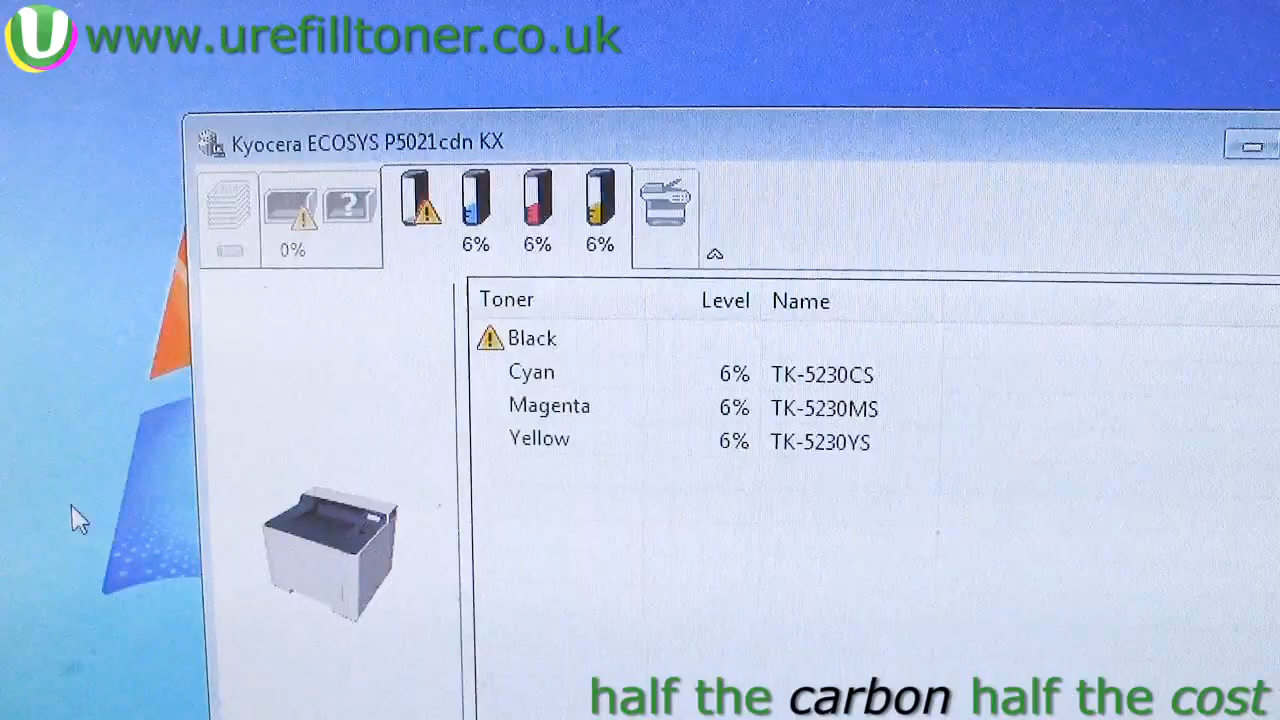 U www.urefilltoner.co.uk
Kyocera ECOSYS P5021cdn KX
?
0%
6% 6% 6%
Toner Level Name
Black
Cyan 6% TK-5230CS
Magenta 6% TK-5230MS
Yellow 6% TK-5230YS
half the carbon half the cost